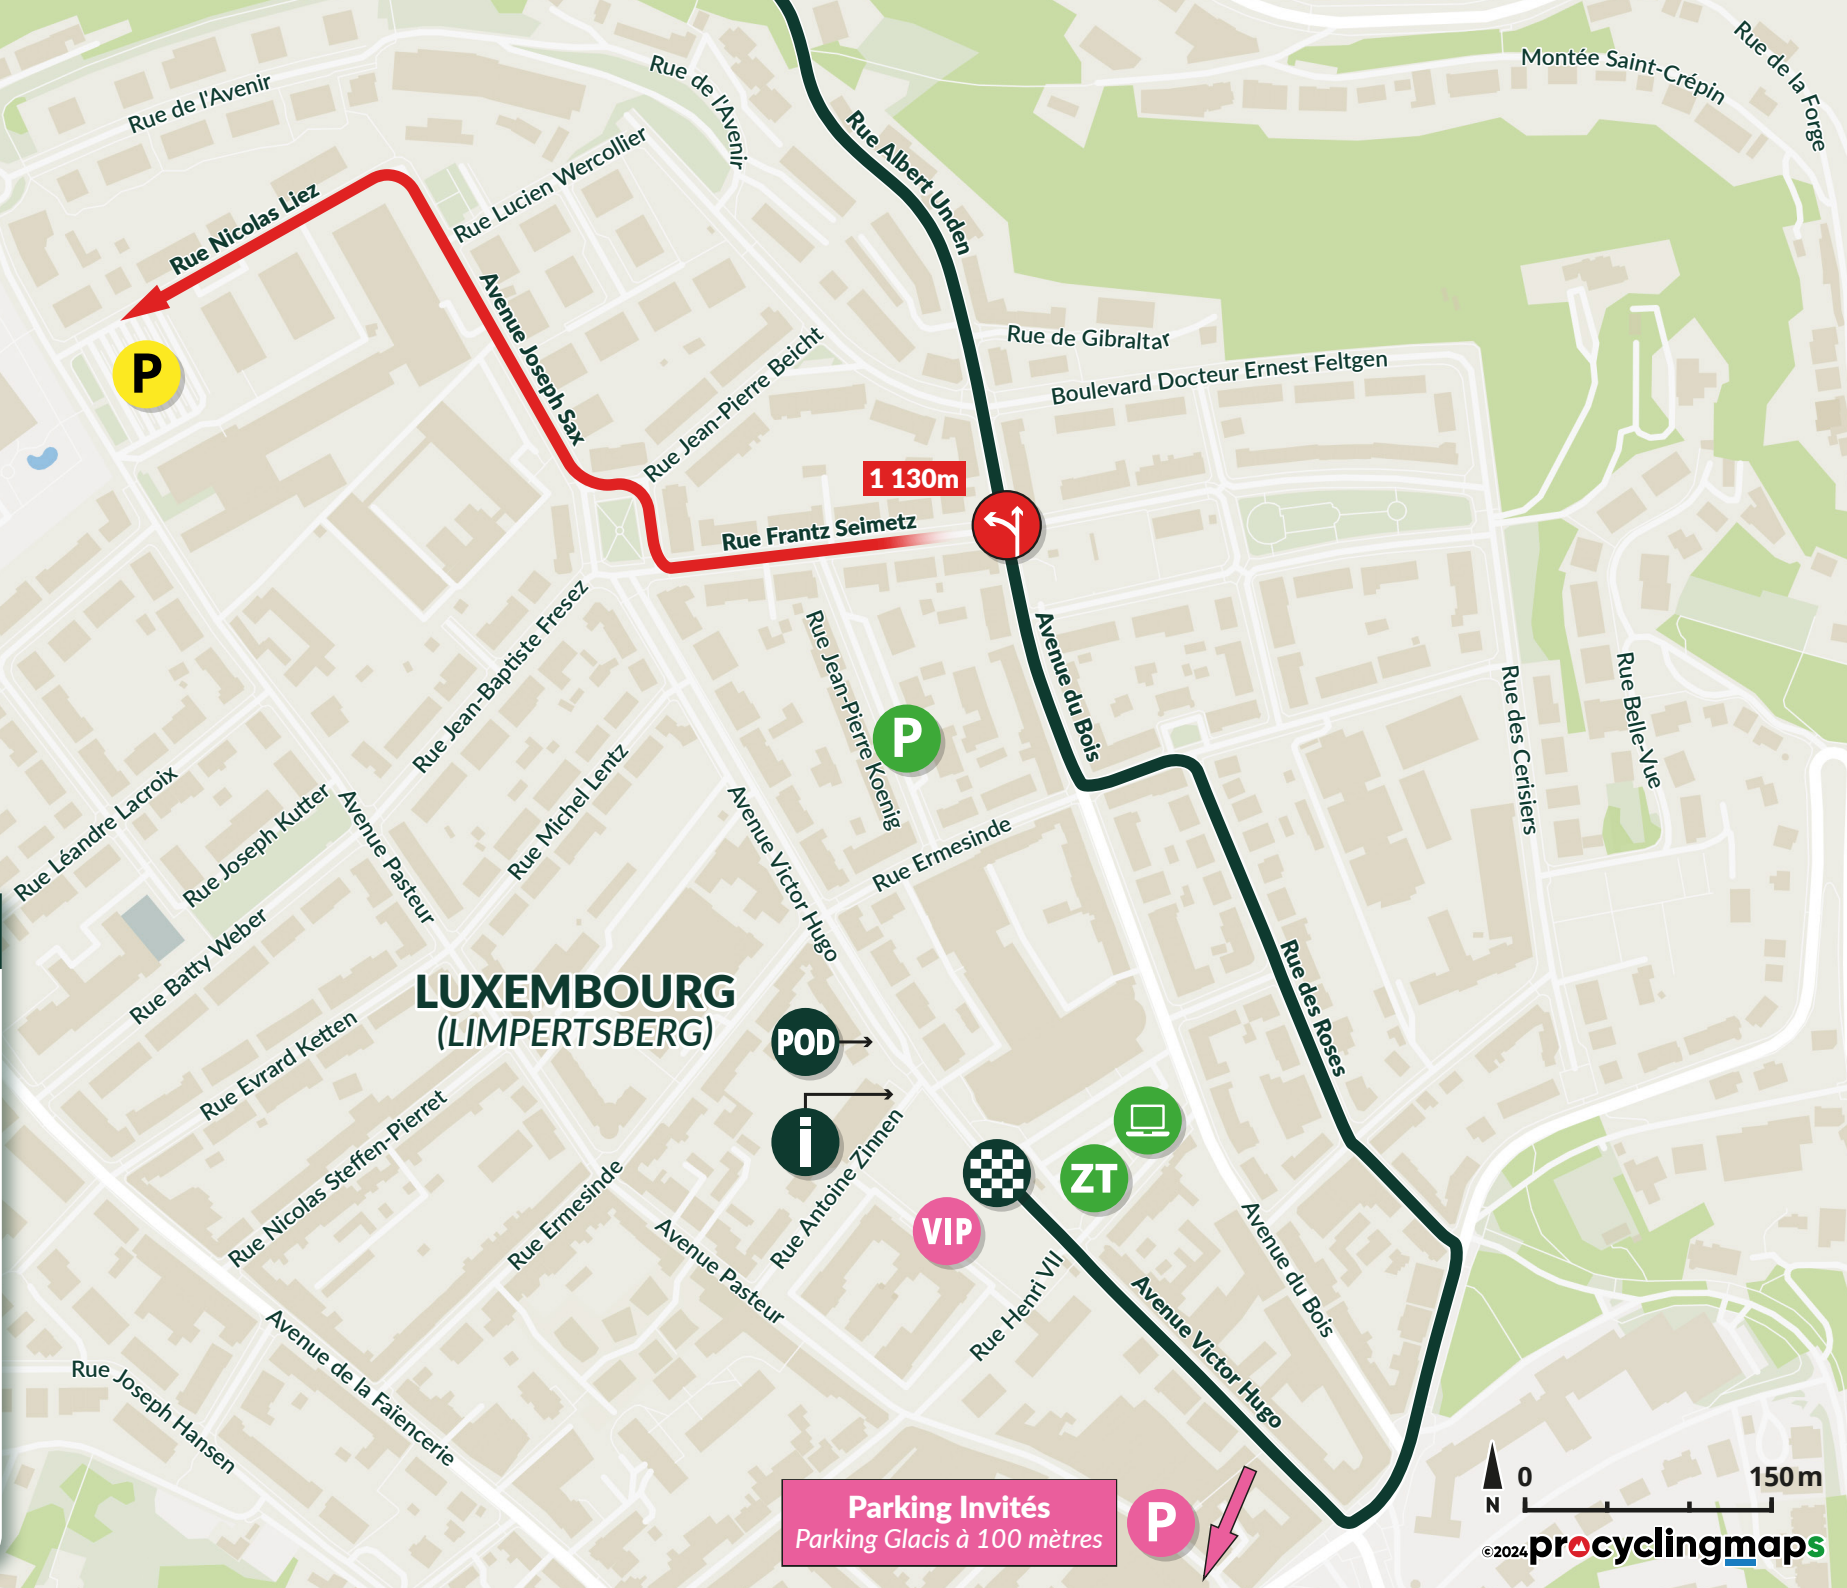 Rue de l'Avenir
Rue de l'Avenir
Montée Saint-Crépin
Rue de la Forge
Rue Albert Unden
Rue Lucien Wercollier
Rue Nicolas Liez
Avenue Joseph Sax
Rue de Gibraltar
Boulevard Docteur Ernest Feltgen
Rue Jean-Pierre Beicht
P
1 130m
Rue Frantz Seimetz
Rue Jean-Baptiste Fresez
Rue Jean-Pierre Koenig
Avenue du Bois
Rue des Cerisiers
Rue Belle-Vue
P
Rue Léandre Lacroix
Rue Joseph Kutter
Avenue Pasteur
Rue Michel Lentz
Avenue Victor Hugo
Rue Ermesinde
Rue Batty Weber
Rue des Roses
LUXEMBOURG
(LIMPERTSBERG)
Rue Evrard Ketten
POD
i
Rue Nicolas Steffen-Pierret
Rue Ermesinde
Rue Antoine Zinnen
ZT
VIP
Avenue Pasteur
Rue Henri VII
Avenue du Bois
Avenue Victor Hugo
Avenue de la Faïencerie
Rue Joseph Hansen
Parking Invités
Parking Glacis à 100 mètres
P
N
0 150m
©2024 procyclingmaps